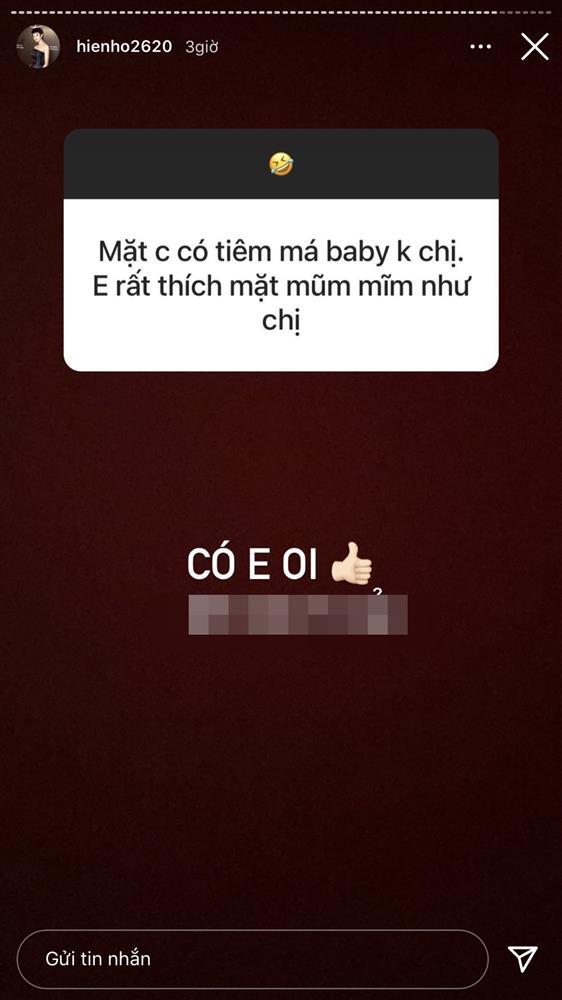 hienho2620 3giờ
🤣
Mặt c có tiêm má baby k chị.
E rất thích mặt mũm mĩm như
chị
CÓ E OI 👍🏻
Gửi tin nhắn